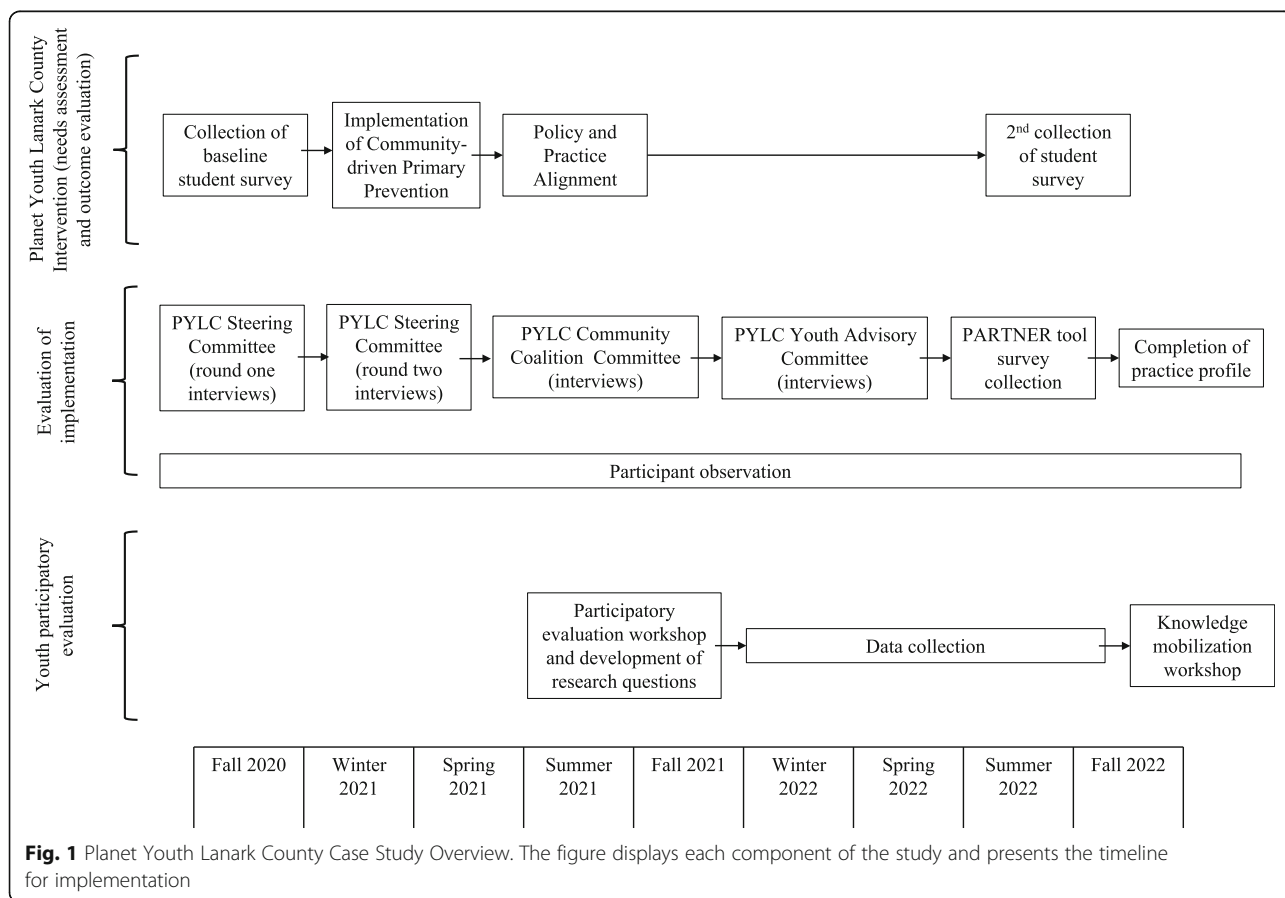 Planet Youth Lanark County
Intervention (needs assessment
and outcome evaluation)
Collection of
baseline
student survey
Implementation
of Community-
driven Primary
Prevention
Policy and
Practice
Alignment
2nd collection
of student
survey
Evaluation of
implementation
PYLC Steering
Committee
(round one
interviews)
PYLC Steering
Committee
(round two
interviews)
PYLC Community
Coalition Committee
(interviews)
PYLC Youth Advisory
Committee
(interviews)
PARTNER tool
survey
collection
Completion of
practice profile
Participant observation
Youth participatory
evaluation
Participatory
evaluation workshop
and development of
research questions
Data collection
Knowledge
mobilization
workshop
Fall 2020
Winter
2021
Spring
2021
Summer
2021
Fall 2021
Winter
2022
Spring
2022
Summer
2022
Fall 2022
Fig. 1 Planet Youth Lanark County Case Study Overview. The figure displays each component of the study and presents the timeline
for implementation